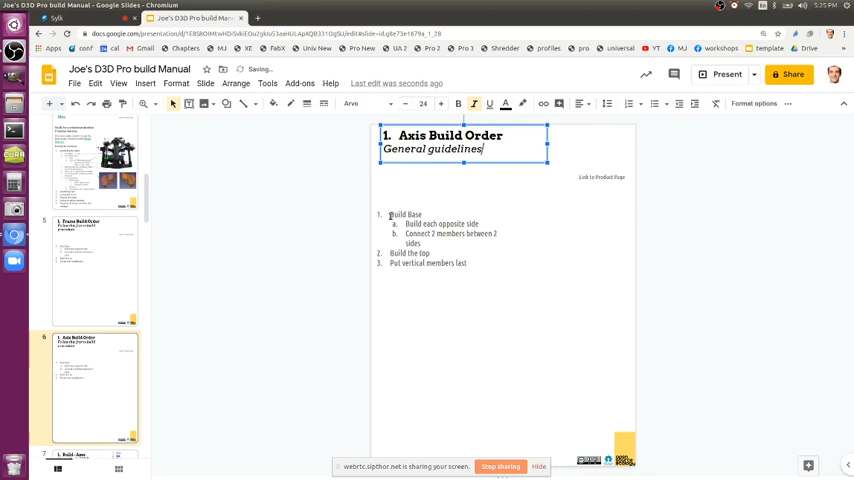 Joe's D3D Pro build Manual - Google Slides - Chromium
5:25 PM
Sylk
Joe's D3D Pro build Manual -
docs.google.com/presentation/d/
conf
cal
Gmail
Chapters
MJ
XE
FabX
Univ New
Pro New
UA 2
Pro 2
Pro 3
Shredder
profiles
pro
universal
YT
MJ
workshops
template
Drive
Joe's D3D Pro build Manual
Saving...
Present
Share
File
Edit
View
Insert
Format
Slide
Arrange
Tools
Add-ons
Help
Last edit was seconds ago
Arvo
24
B
I
U
A
Format options
1. Axis Build Order
General guidelines
Link to Product Page
1. Build Base
a. Build each opposite side
b. Connect 2 members between 2
sides
2. Build the top
3. Put vertical members last
5
1. Frame Build Order
6
1. Axis Build Order
7
1. Build - Axes
open source
ecology
webrtc.sipthor.net is sharing your screen.
Stop sharing
Hide